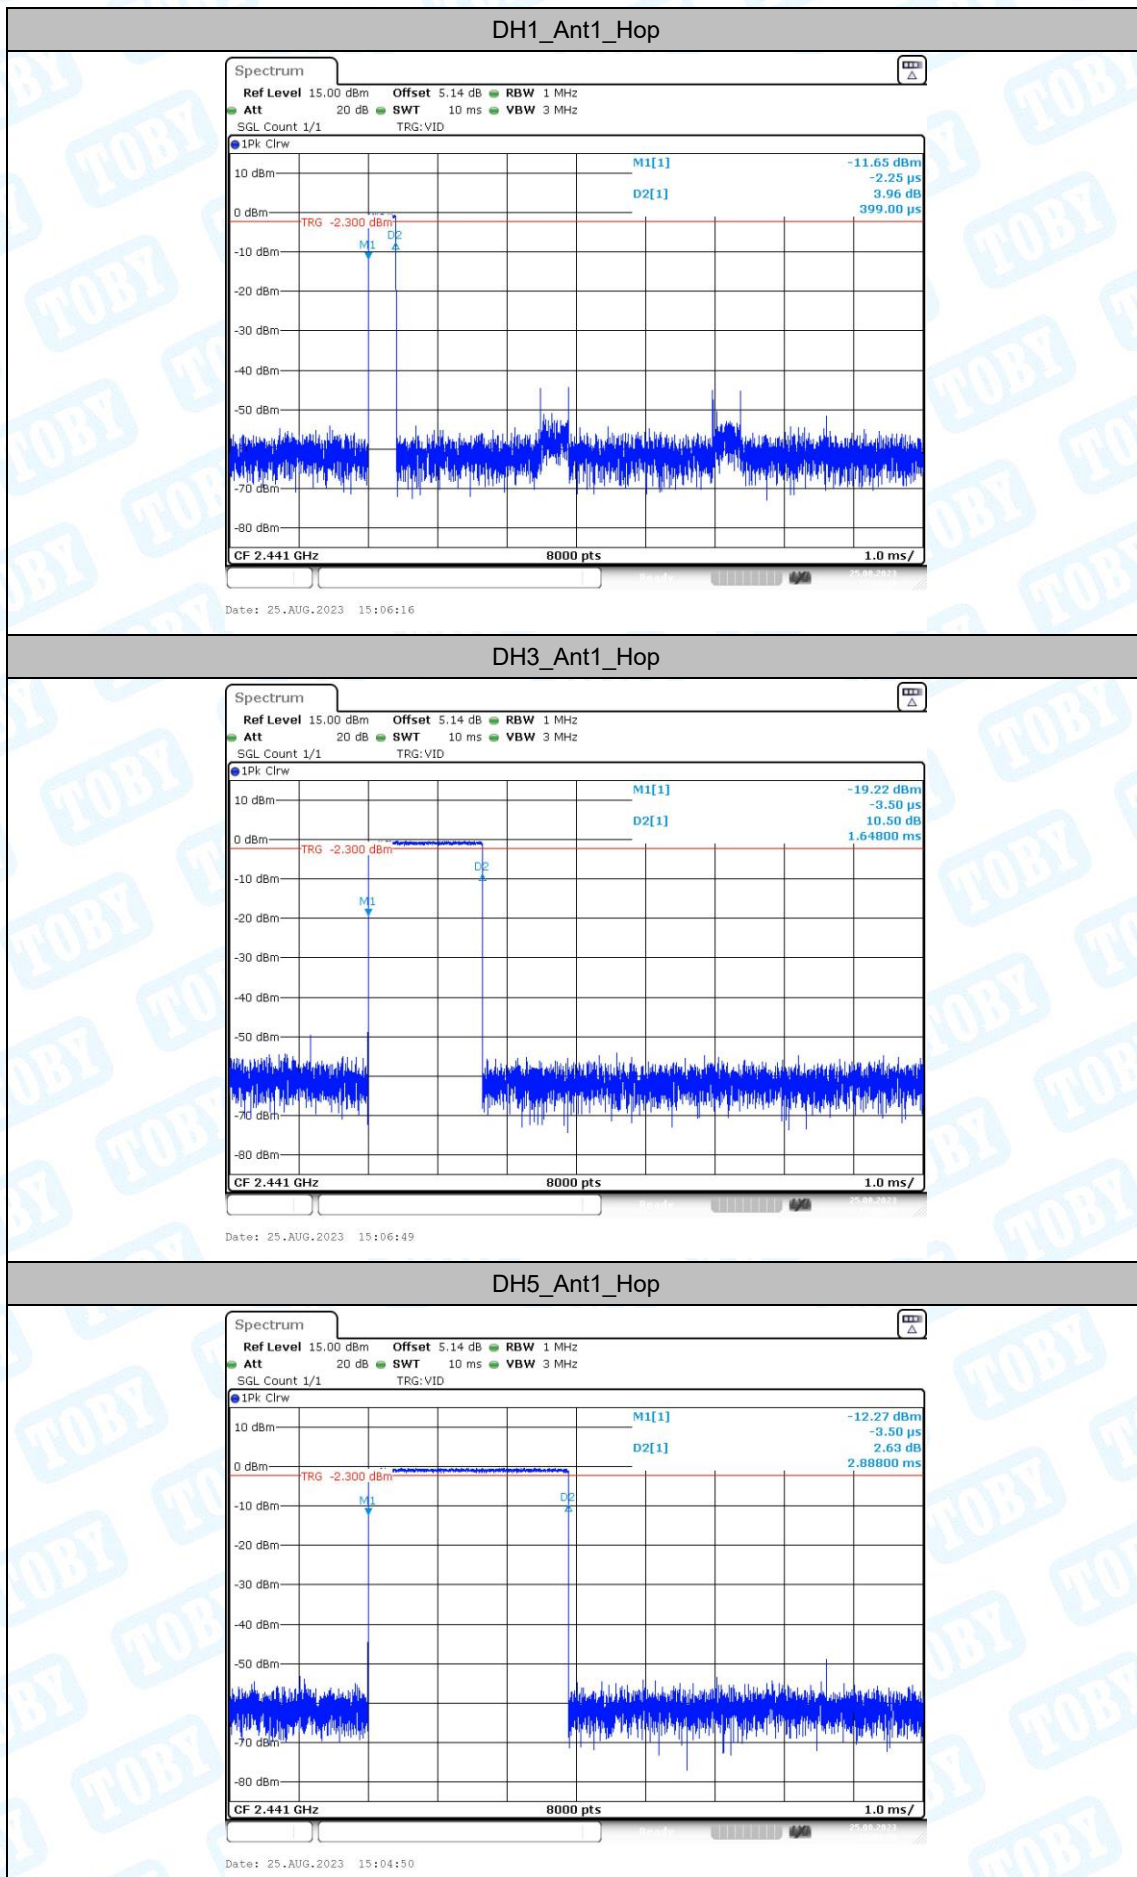 DH1_Ant1_Hop
Spectrum
Ref Level 15.00 dBm Offset 5.14 dB RBW 1 MHz
Att 20 dB SWT 10 ms VBW 3 MHz
SGL Count 1/1 TRG:VID
1Pk Clrw
M1[1] -11.65 dBm
-2.25 µs
D2[1] 3.96 dB
399.00 µs
10 dBm
0 dBm
TRG -2.300 dBm
D2
M1
-10 dBm
-20 dBm
-30 dBm
-40 dBm
-50 dBm
-70 dBm
-80 dBm
CF 2.441 GHz 8000 pts 1.0 ms/
Ready 25.08.2023
Date: 25.AUG.2023 15:06:16
DH3_Ant1_Hop
Spectrum
Ref Level 15.00 dBm Offset 5.14 dB RBW 1 MHz
Att 20 dB SWT 10 ms VBW 3 MHz
SGL Count 1/1 TRG:VID
1Pk Clrw
M1[1] -19.22 dBm
-3.50 µs
D2[1] 10.50 dB
1.64800 ms
10 dBm
0 dBm
TRG -2.300 dBm
D2
-10 dBm
M1
-20 dBm
-30 dBm
-40 dBm
-50 dBm
-70 dBm
-80 dBm
CF 2.441 GHz 8000 pts 1.0 ms/
Ready 25.08.2023
Date: 25.AUG.2023 15:06:49
DH5_Ant1_Hop
Spectrum
Ref Level 15.00 dBm Offset 5.14 dB RBW 1 MHz
Att 20 dB SWT 10 ms VBW 3 MHz
SGL Count 1/1 TRG:VID
1Pk Clrw
M1[1] -12.27 dBm
-3.50 µs
D2[1] 2.63 dB
2.88800 ms
10 dBm
0 dBm
TRG -2.300 dBm
M1 D2
-10 dBm
-20 dBm
-30 dBm
-40 dBm
-50 dBm
-70 dBm
-80 dBm
CF 2.441 GHz 8000 pts 1.0 ms/
Ready 25.08.2023
Date: 25.AUG.2023 15:04:50
TOBY